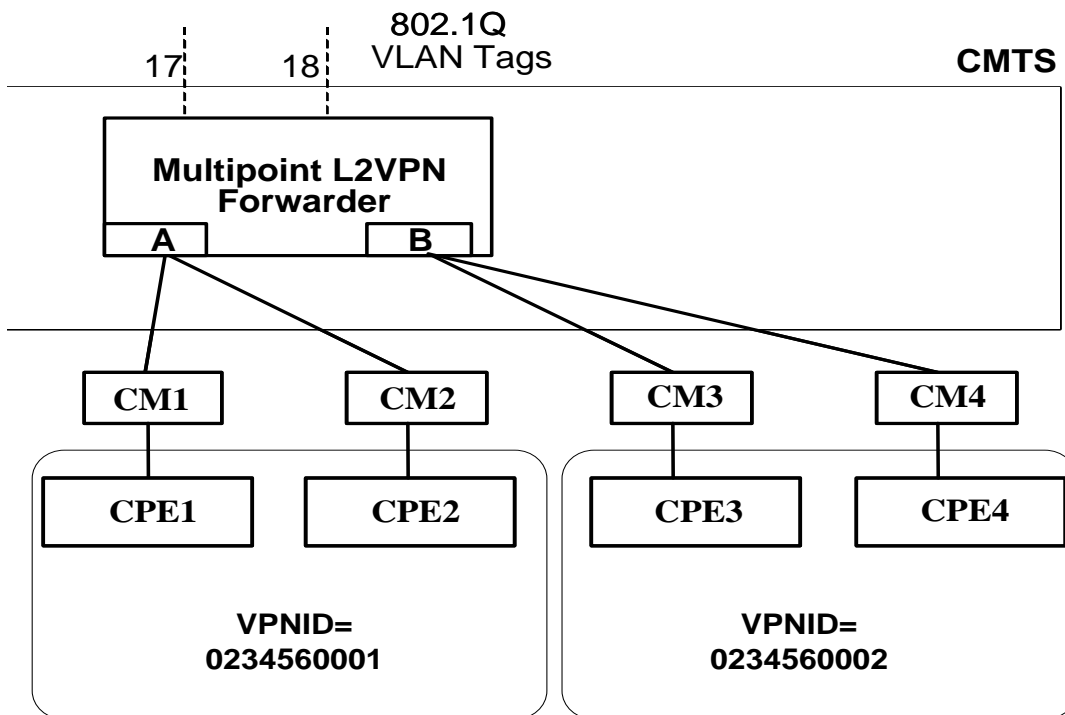 802.1Q
17
18
VLAN Tags
CMTS
Multipoint L2VPN
Forwarder
A
B
CM1
CM2
CM3
CM4
CPE1
CPE2
CPE3
CPE4
VPNID=
0234560001
VPNID=
0234560002